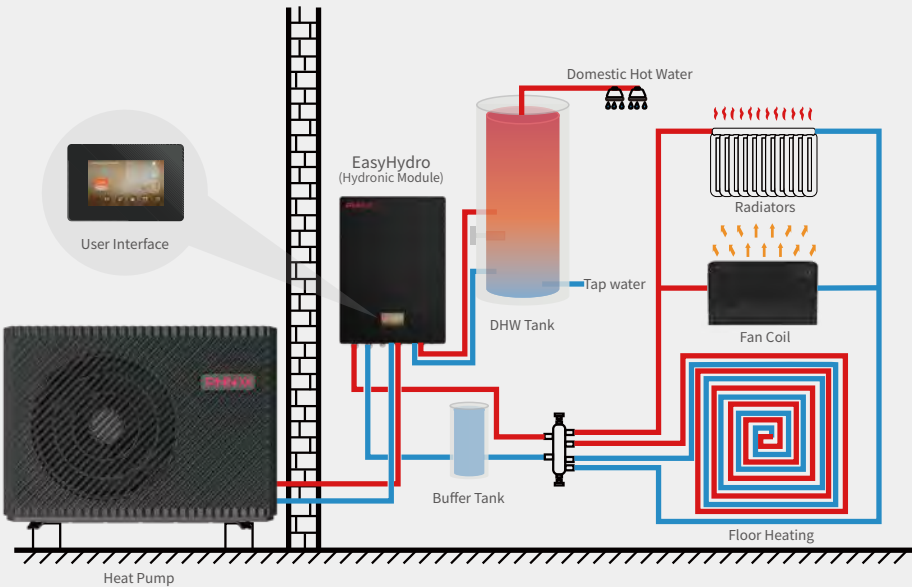 Domestic Hot Water
EasyHydro
(Hydronic Module)
User Interface
Radiators
Tap water
DHW Tank
Fan Coil
Buffer Tank
Floor Heating
Heat Pump